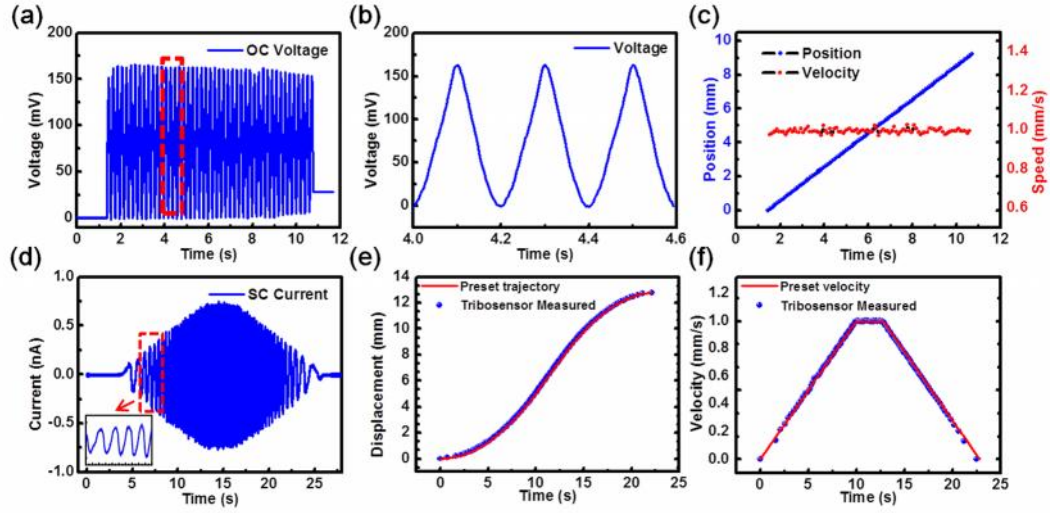 (a)
OC Voltage
Voltage (mV)
200
150
100
50
0
0 2 4 6 8 10 12
Time (s)
(b)
Voltage
Voltage (mV)
200
150
100
50
0
4.0 4.2 4.4 4.6
Time (s)
(c)
Position
Velocity
Position (mm)
10
8
6
4
2
0
Speed (mm/s)
1.4
1.2
1.0
0.8
0.6
0 2 4 6 8 10 12
Time (s)
(d)
SC Current
Current (nA)
1.0
0.5
0.0
-0.5
-1.0
0 5 10 15 20 25
Time (s)
(e)
Preset trajectory
Tribosensor Measured
Displacement (mm)
14
12
10
8
6
4
2
0
0 5 10 15 20 25
Time (s)
(f)
Preset velocity
Tribosensor Measured
Velocity (mm/s)
1.2
1.0
0.8
0.6
0.4
0.2
0.0
0 5 10 15 20 25
Time (s)